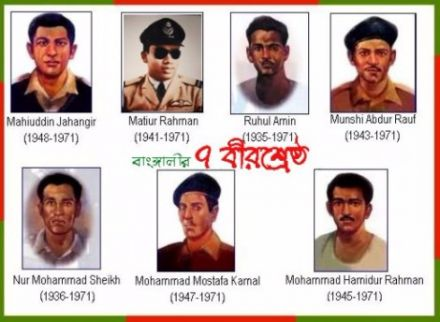 Mahiuddin Jahangir
(1948-1971)
Matiur Rahman
(1941-1971)
Ruhul Amin
(1935-1971)
Munshi Abdur Rauf
(1943-1971)
বাংগালীর ৭ বীরশ্রেষ্ঠ
Nur Mohammad Sheikh
(1936-1971)
Mohammad Mostafa Kamal
(1947-1971)
Mohammad Hamidur Rahman
(1945-1971)